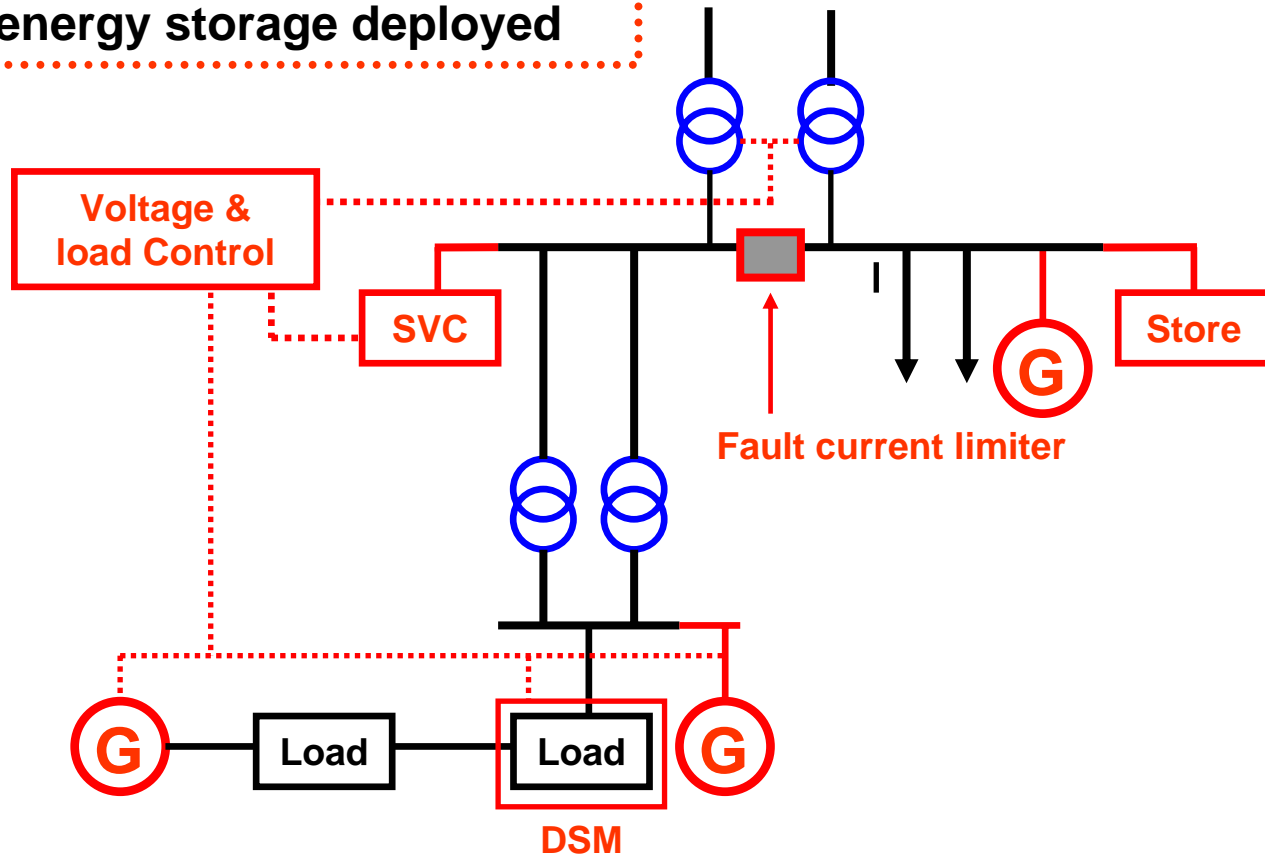 energy storage deployed
Voltage &
load Control
SVC
G
Store
Fault current limiter
G
Load
Load
G
DSM